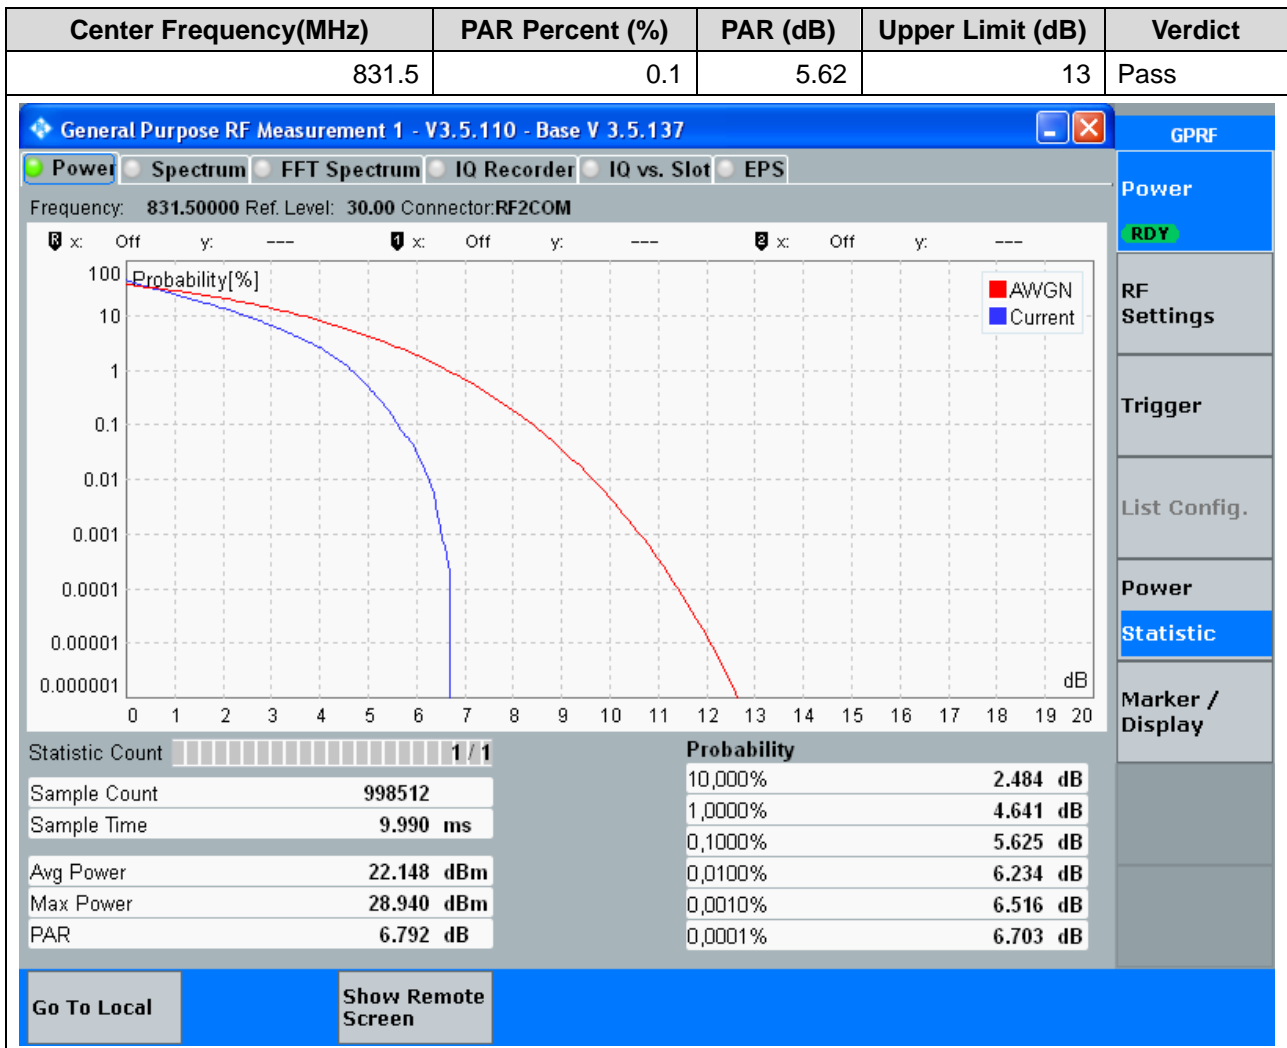 Center Frequency(MHz) PAR Percent (%) PAR (dB) Upper Limit (dB) Verdict
831.5 0.1 5.62 13 Pass
General Purpose RF Measurement 1 - V3.5.110 - Base V 3.5.137
GPRF
Power Spectrum FFT Spectrum IQ Recorder IQ vs. Slot EPS
Power
RDY
Frequency: 831.50000 Ref. Level: 30.00 Connector:RF2COM
R x: Off y: --- 1 x: Off y: --- 2 x: Off y: ---
Probability[%]
AWGN
Current
100
10
1
0.1
0.01
0.001
0.0001
0.00001
0.000001
dB
0 1 2 3 4 5 6 7 8 9 10 11 12 13 14 15 16 17 18 19 20
RF
Settings
Trigger
List Config.
Power
Statistic
Marker /
Display
Statistic Count 1 / 1
Sample Count 998512
Sample Time 9.990 ms
Avg Power 22.148 dBm
Max Power 28.940 dBm
PAR 6.792 dB
Probability
10,000% 2.484 dB
1,0000% 4.641 dB
0,1000% 5.625 dB
0,0100% 6.234 dB
0,0010% 6.516 dB
0,0001% 6.703 dB
Go To Local
Show Remote
Screen